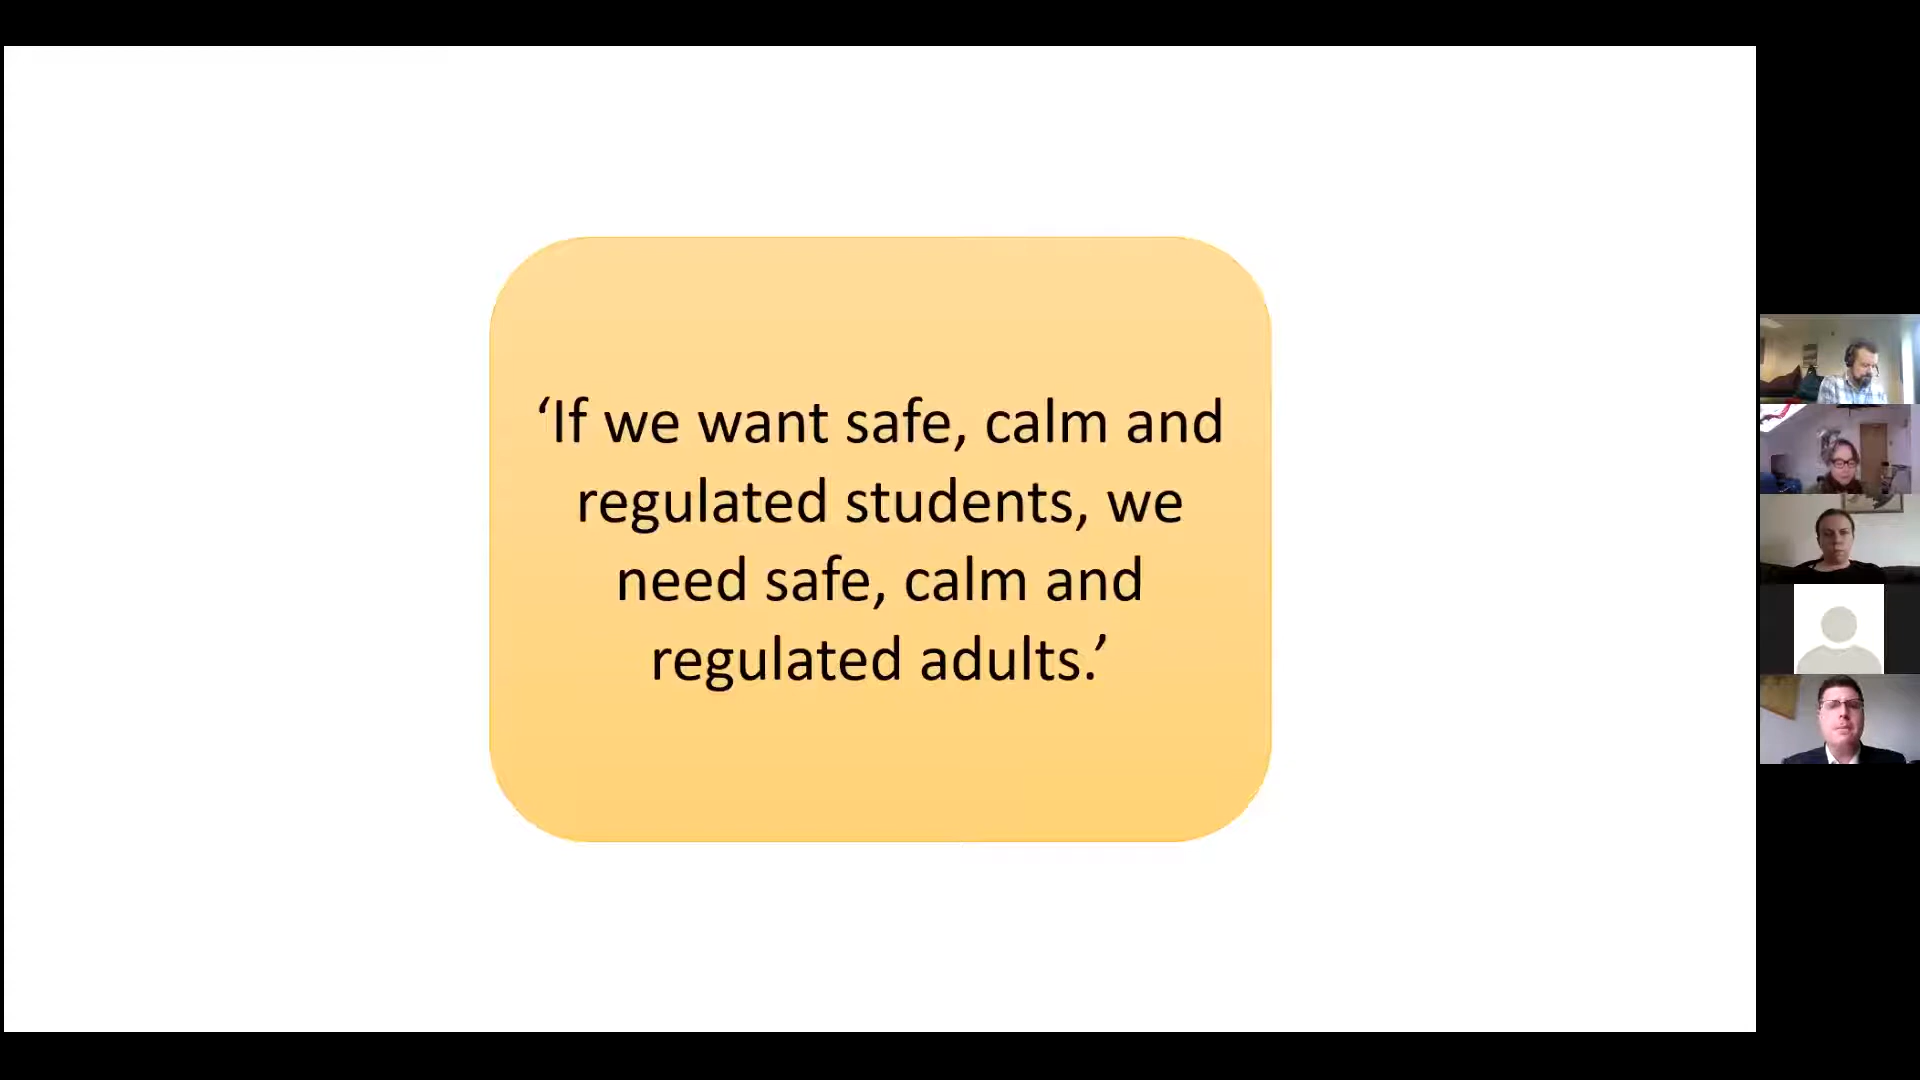 ‘If we want safe, calm and
regulated students, we
need safe, calm and
regulated adults.’